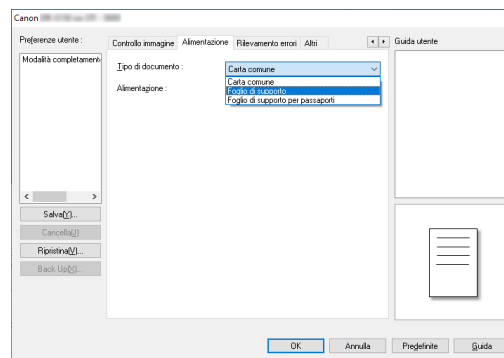 Canon
Preferenze utente :
Controllo immagine
Alimentazione
Rilevamento errori
Altri
Guida utente
Modalità completament
Tipo di documento :
Carta comune
Carta comune
Foglio di supporto
Foglio di supporto per passaporti
Alimentazione :
Salva(Y)...
Cancella(J)
Ripristina(V)...
Back Up(X)...
OK
Annulla
Predefinite
Guida